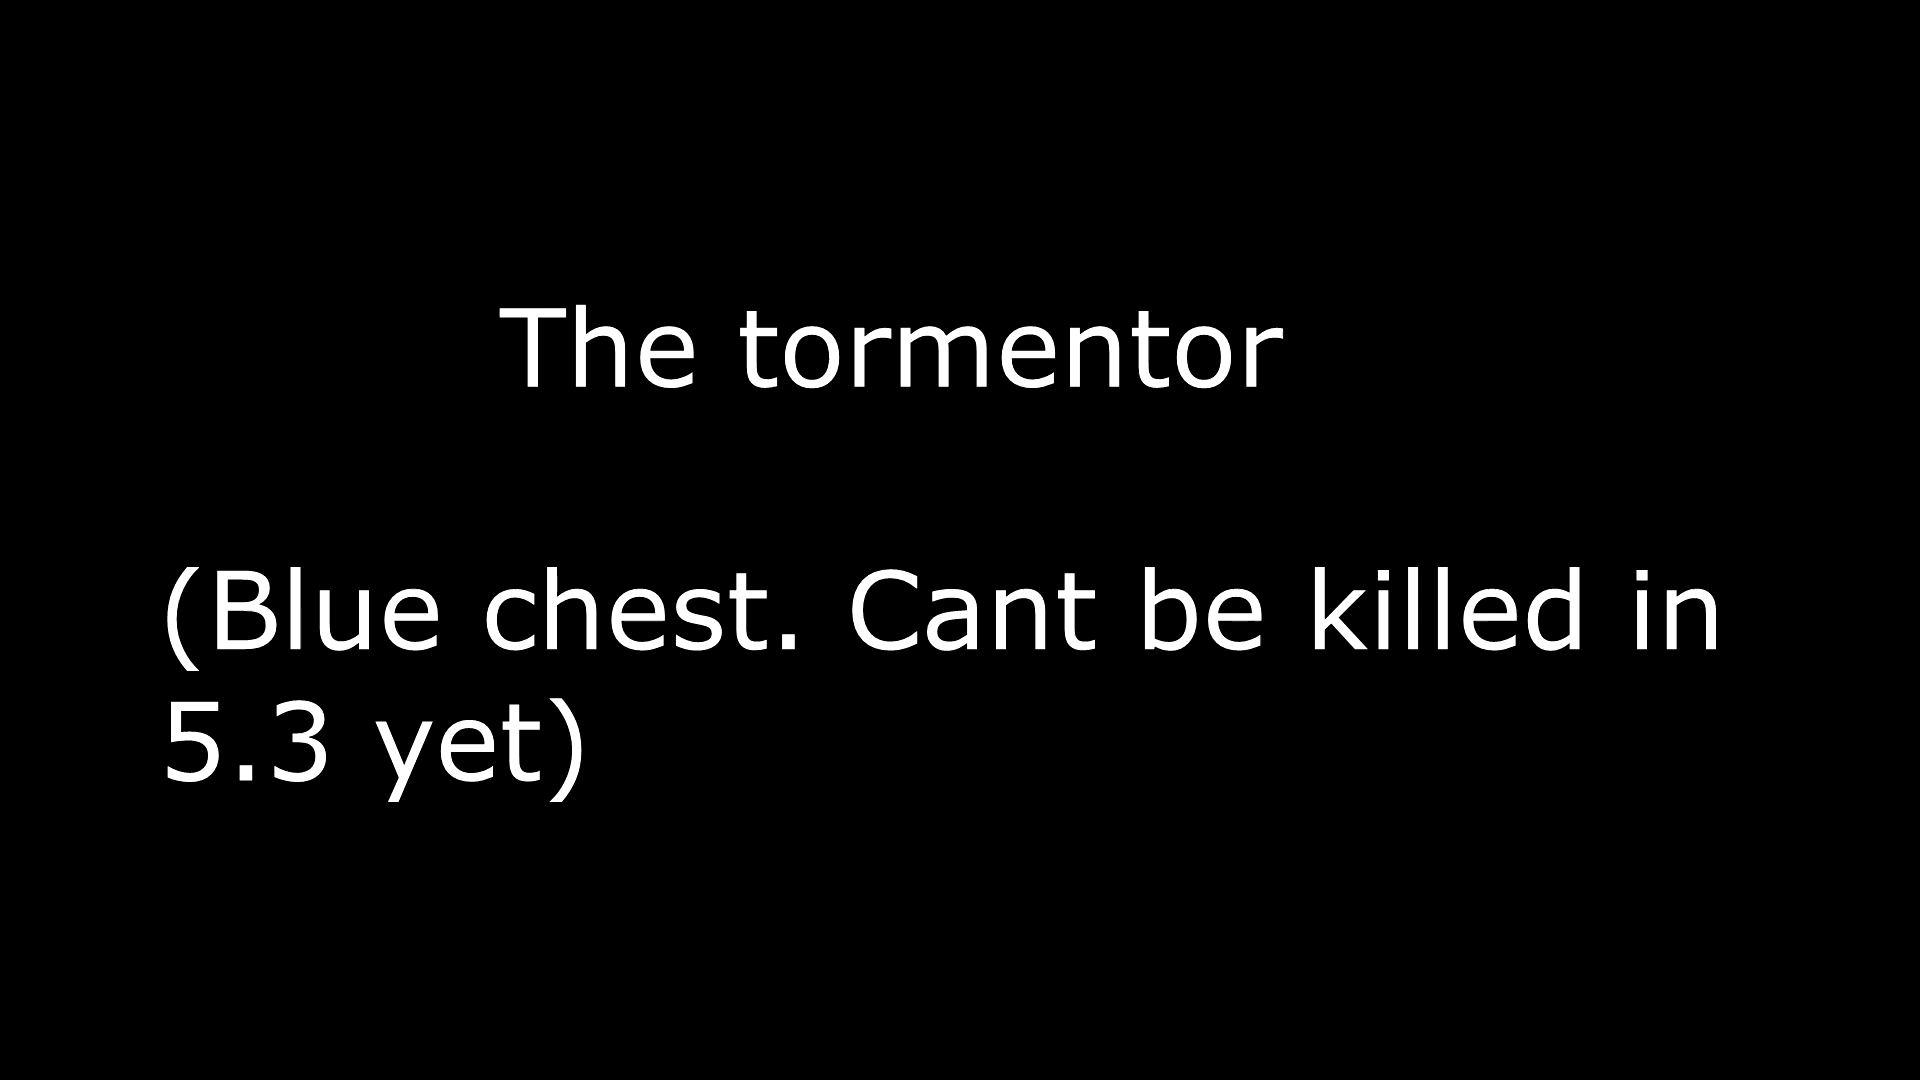 The tormentor
(Blue chest. Cant be killed in
5.3 yet)